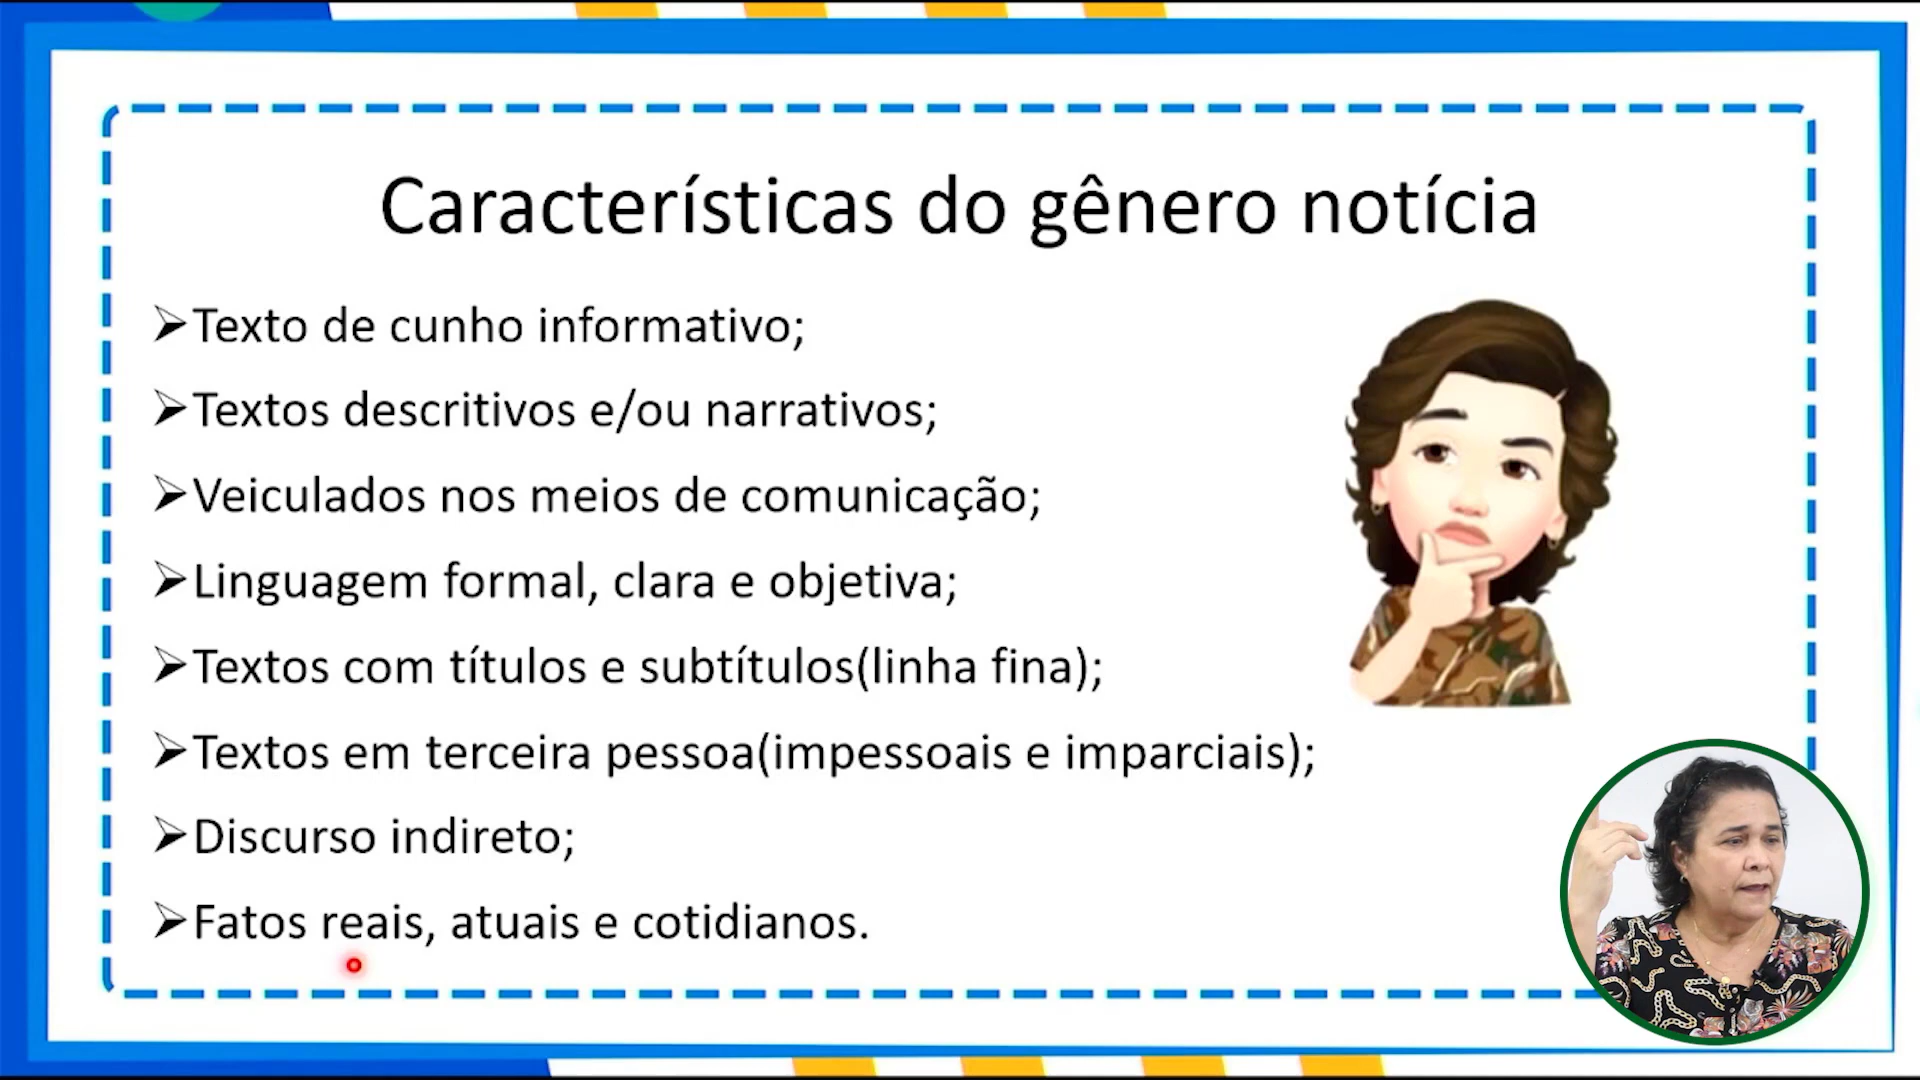 Características do gênero notícia
➢Texto de cunho informativo;
➢Textos descritivos e/ou narrativos;
➢Veiculados nos meios de comunicação;
➢Linguagem formal, clara e objetiva;
➢Textos com títulos e subtítulos(linha fina);
➢Textos em terceira pessoa(impessoais e imparciais);
➢Discurso indireto;
➢Fatos reais, atuais e cotidianos.